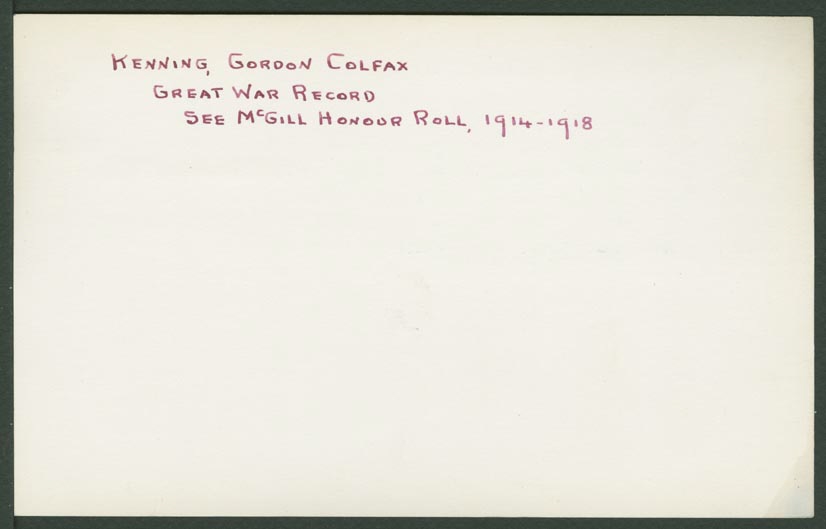 KENNING, GORDON COLFAX
GREAT WAR RECORD
SEE McGILL HONOUR ROLL, 1914-1918